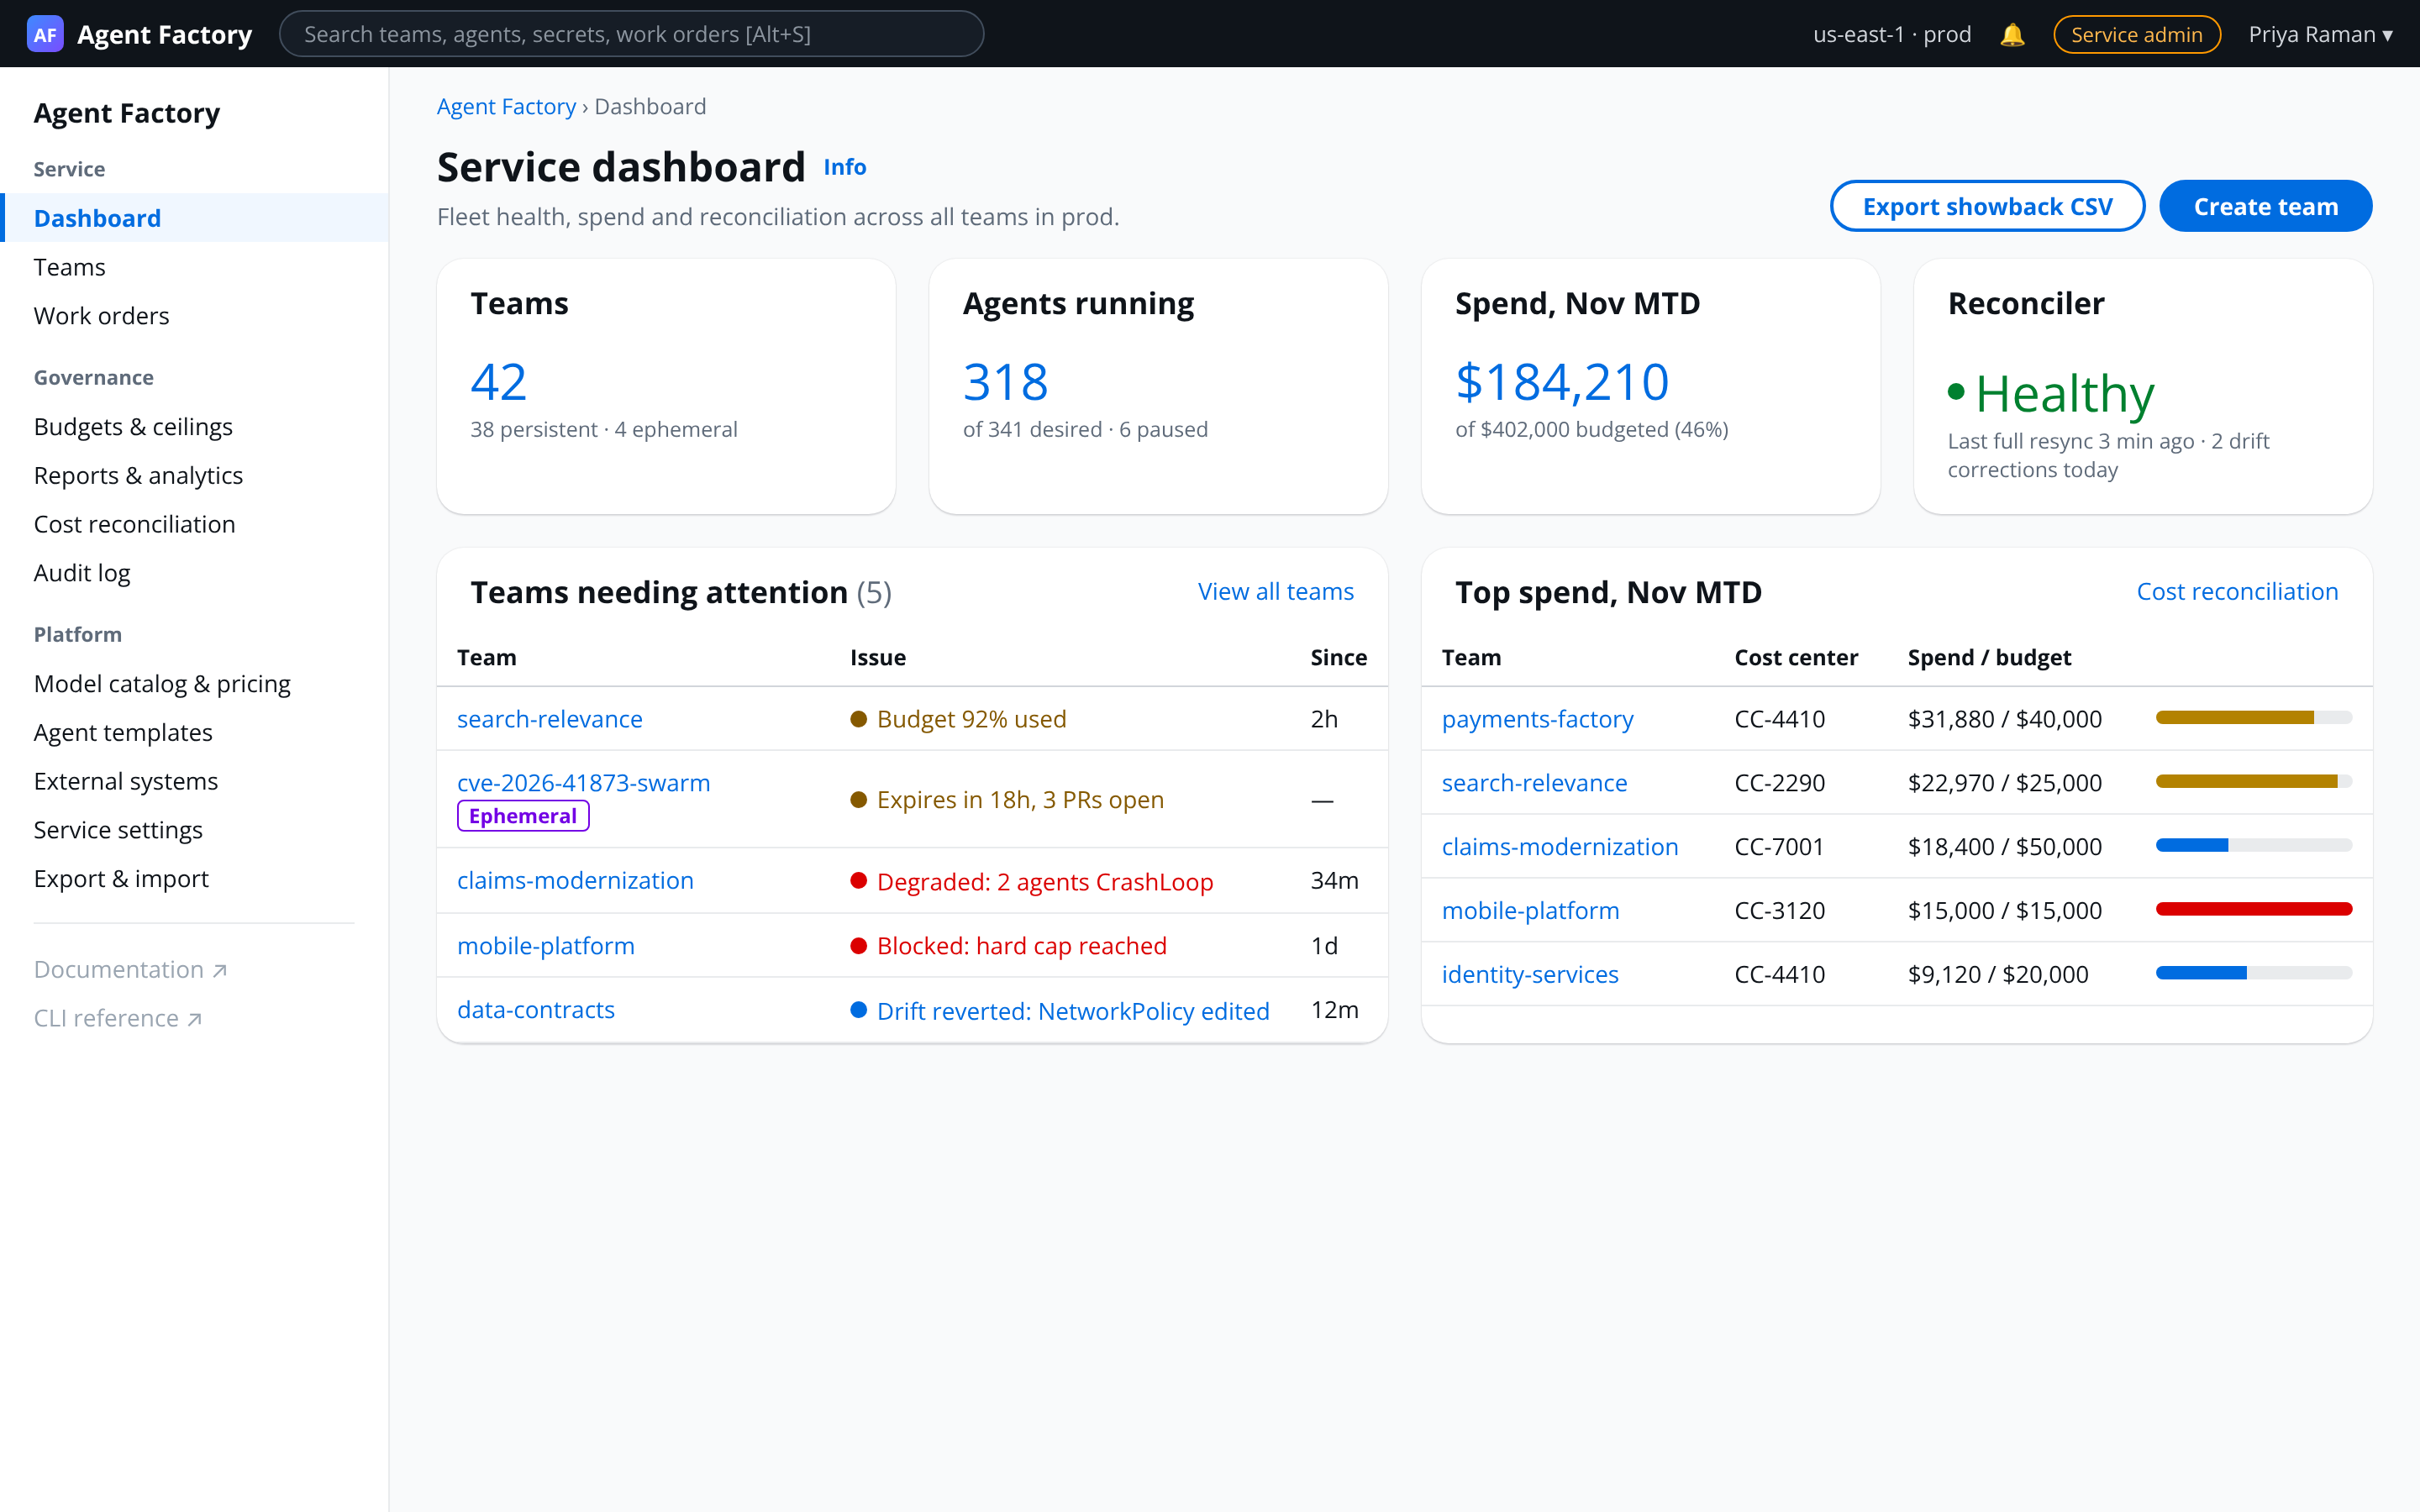 AF Agent Factory Search teams, agents, secrets, work orders [Alt+S] us-east-1 · prod 🔔 Service admin Priya Raman ▾
Agent Factory
Service
Dashboard
Teams
Work orders
Governance
Budgets & ceilings
Reports & analytics
Cost reconciliation
Audit log
Platform
Model catalog & pricing
Agent templates
External systems
Service settings
Export & import
Documentation ↗
CLI reference ↗
Agent Factory › Dashboard
Service dashboard Info
Fleet health, spend and reconciliation across all teams in prod.
Export showback CSV Create team
Teams
42
38 persistent · 4 ephemeral
Agents running
318
of 341 desired · 6 paused
Spend, Nov MTD
$184,210
of $402,000 budgeted (46%)
Reconciler
Healthy
Last full resync 3 min ago · 2 drift
corrections today
Teams needing attention (5) View all teams
Team Issue Since
search-relevance Budget 92% used 2h
cve-2026-41873-swarm
Ephemeral
Expires in 18h, 3 PRs open —
claims-modernization Degraded: 2 agents CrashLoop 34m
mobile-platform Blocked: hard cap reached 1d
data-contracts Drift reverted: NetworkPolicy edited 12m
Top spend, Nov MTD Cost reconciliation
Team Cost center Spend / budget
payments-factory CC-4410 $31,880 / $40,000
search-relevance CC-2290 $22,970 / $25,000
claims-modernization CC-7001 $18,400 / $50,000
mobile-platform CC-3120 $15,000 / $15,000
identity-services CC-4410 $9,120 / $20,000